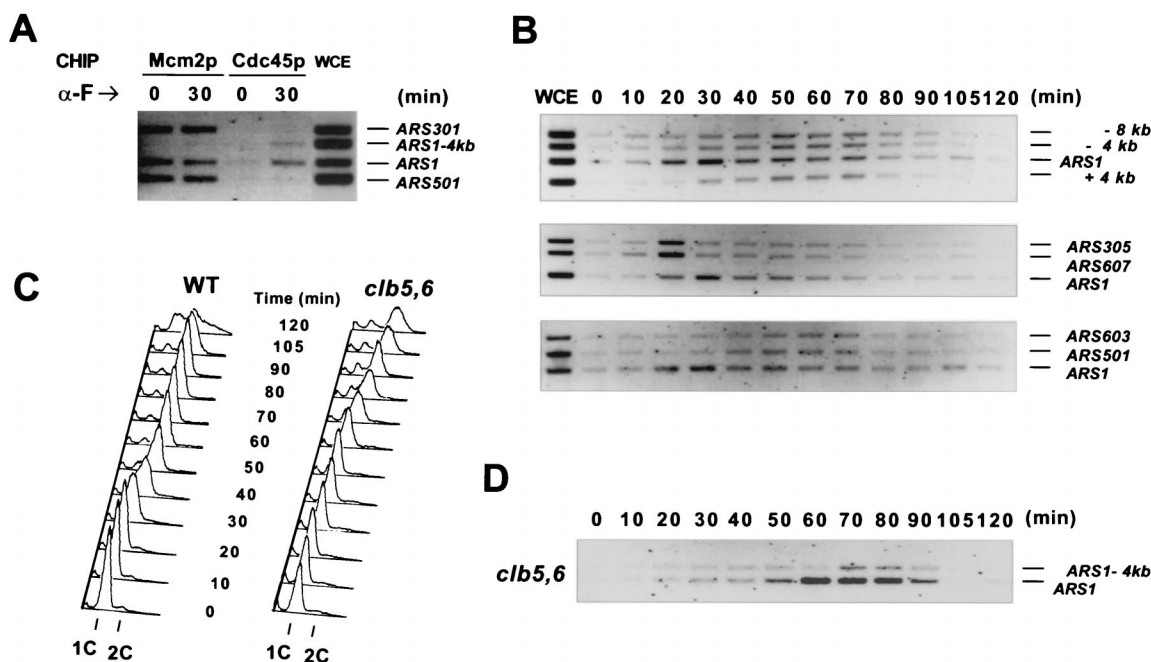 A
CHIP Mcm2p Cdc45p WCE
α-F → 0 30 0 30 (min)
ARS301
ARS1-4kb
ARS1
ARS501
B
WCE 0 10 20 30 40 50 60 70 80 90 105 120 (min)
- 8 kb
- 4 kb
ARS1
+ 4 kb
ARS305
ARS607
ARS1
ARS603
ARS501
ARS1
C
WT Time (min) clb5,6
120
105
90
80
70
60
50
40
30
20
10
0
1C 2C 1C 2C
D
0 10 20 30 40 50 60 70 80 90 105 120 (min)
clb5,6
ARS1- 4kb
ARS1